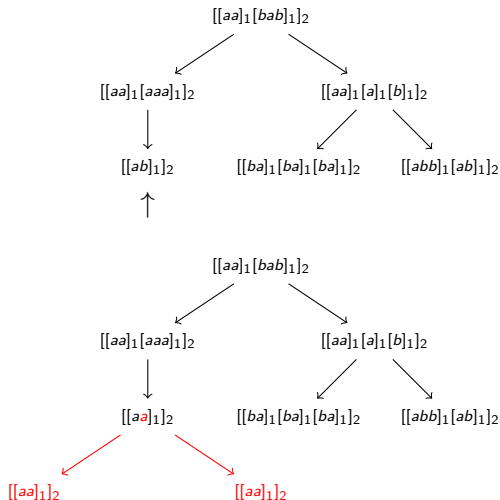 [[aa]₁[bab]₁]₂
[[aa]₁[aaa]₁]₂ [[aa]₁[a]₁[b]₁]₂
[[ab]₁]₂ [[ba]₁[ba]₁[ba]₁]₂ [[abb]₁[ab]₁]₂
[[aa]₁[bab]₁]₂
[[aa]₁[aaa]₁]₂ [[aa]₁[a]₁[b]₁]₂
[[aa]₁]₂ [[ba]₁[ba]₁[ba]₁]₂ [[abb]₁[ab]₁]₂
[[aa]₁]₂ [[aa]₁]₂